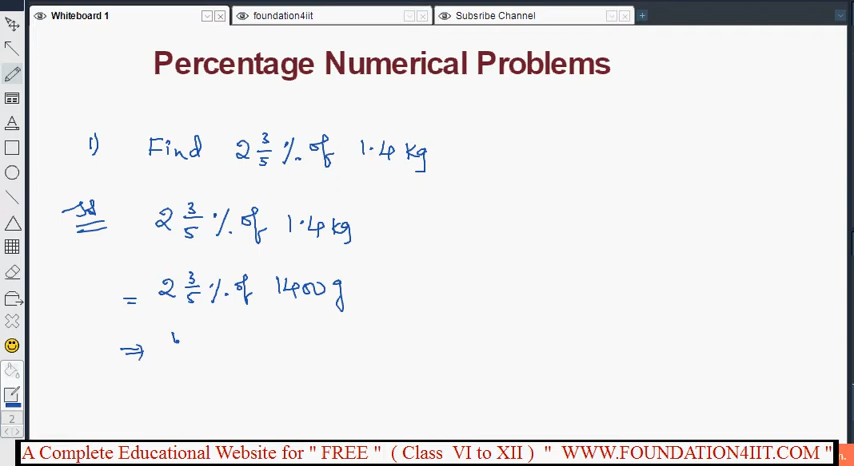 Whiteboard 1 foundation4iit Subsribe Channel
Percentage Numerical Problems
1) Find 2 3/5 % of 1.4 kg
2 3/5 % of 1.4 kg
= 2 3/5 % of 1400 g
⇒
2
A Complete Educational Website for " FREE " ( Class VI to XII ) " WWW.FOUNDATION4IIT.COM "